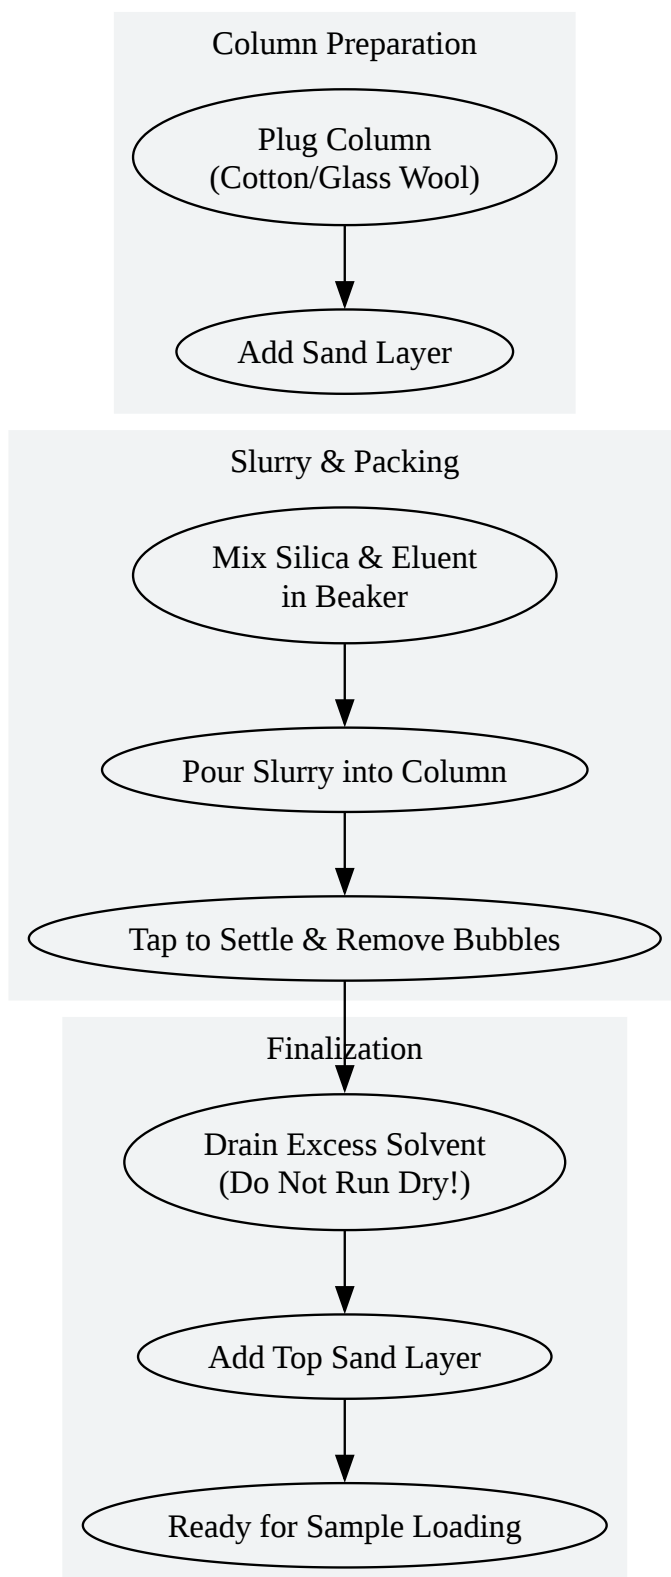 Column Preparation
Plug Column
(Cotton/Glass Wool)
Add Sand Layer
Slurry & Packing
Mix Silica & Eluent
in Beaker
Pour Slurry into Column
Tap to Settle & Remove Bubbles
Finalization
Drain Excess Solvent
(Do Not Run Dry!)
Add Top Sand Layer
Ready for Sample Loading